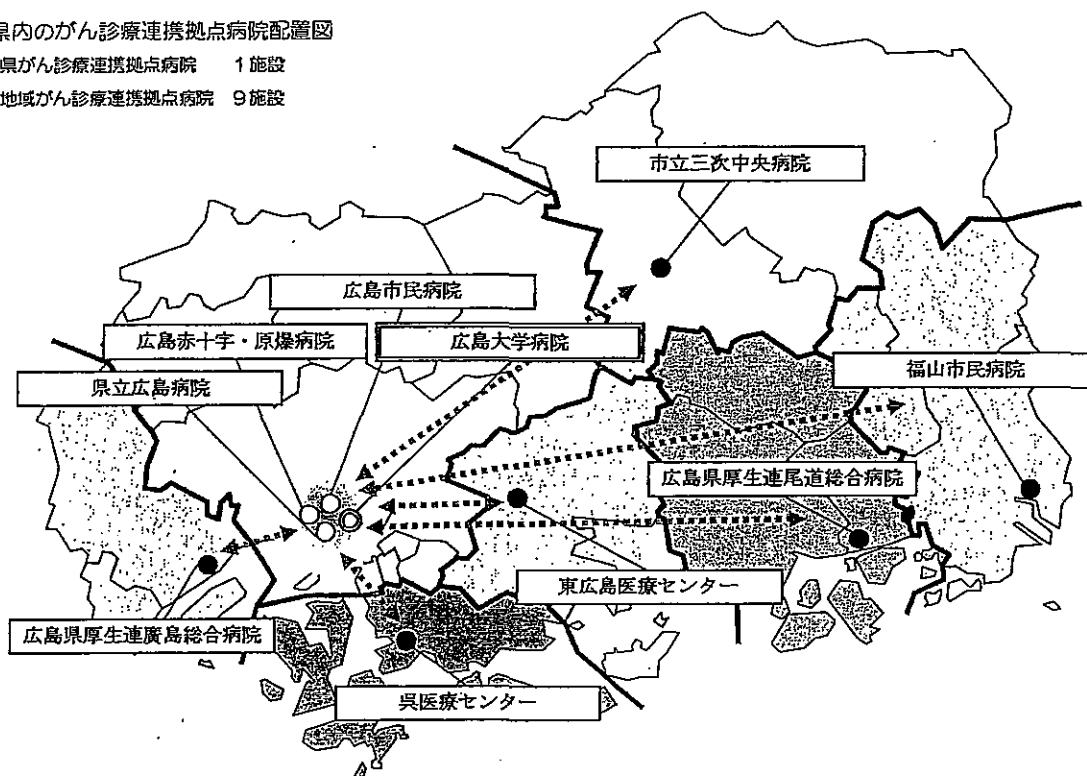 県内のがん診療連携拠点病院配置図
県がん診療連携拠点病院 1施設
地域がん診療連携拠点病院 9施設
市立三次中央病院
広島市民病院
広島赤十字・原爆病院
広島大学病院
県立広島病院
福山市民病院
広島県厚生連尾道総合病院
東広島医療センター
広島県厚生連廣島総合病院
呉医療センター